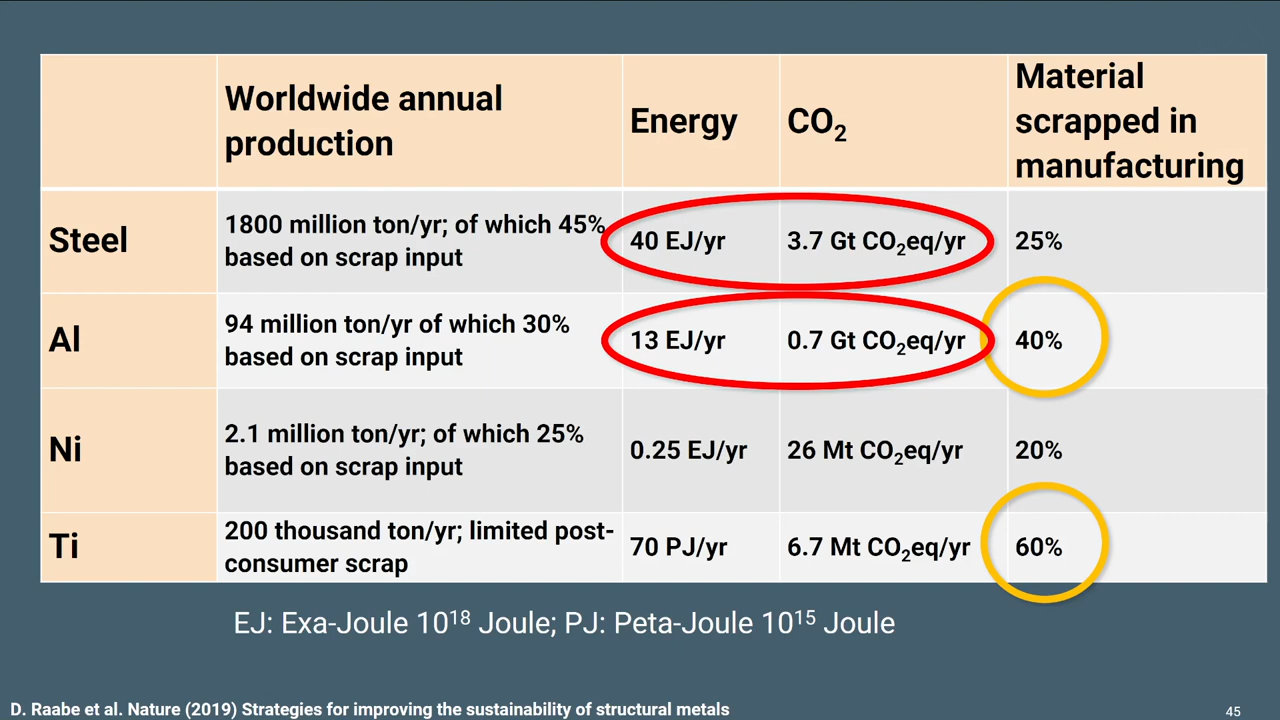 Worldwide annual
production
Energy
CO₂
Material
scrapped in
manufacturing
Steel
1800 million ton/yr; of which 45%
based on scrap input
40 EJ/yr
3.7 Gt CO₂eq/yr
25%
Al
94 million ton/yr of which 30%
based on scrap input
13 EJ/yr
0.7 Gt CO₂eq/yr
40%
Ni
2.1 million ton/yr; of which 25%
based on scrap input
0.25 EJ/yr
26 Mt CO₂eq/yr
20%
Ti
200 thousand ton/yr; limited post-
consumer scrap
70 PJ/yr
6.7 Mt CO₂eq/yr
60%
EJ: Exa-Joule 10¹⁸ Joule; PJ: Peta-Joule 10¹⁵ Joule
D. Raabe et al. Nature (2019) Strategies for improving the sustainability of structural metals
45